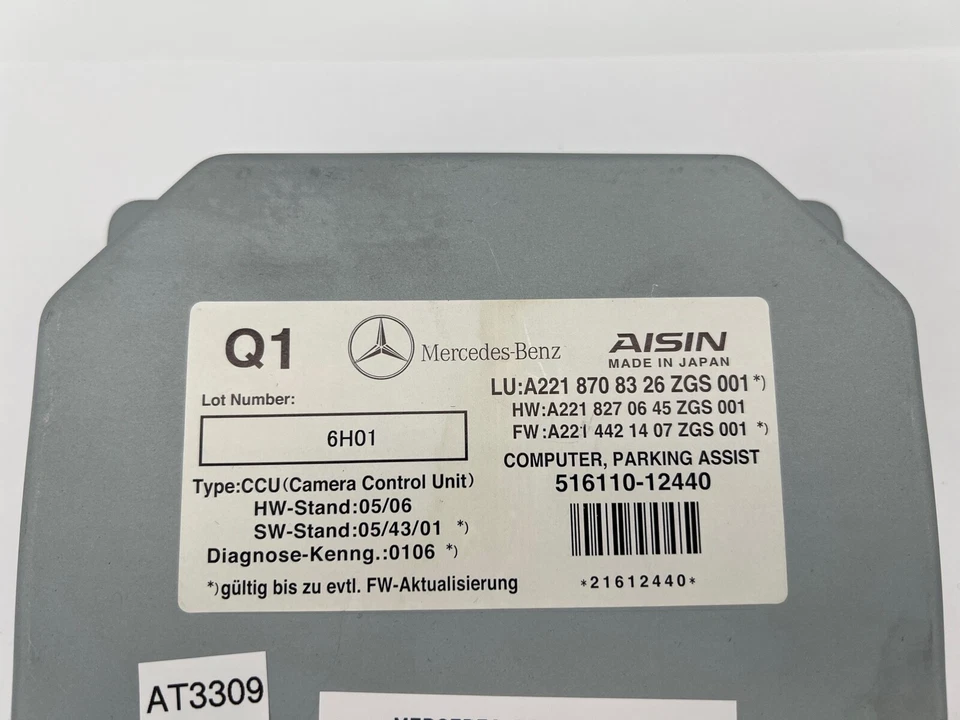 Q1
Mercedes-Benz
AISIN
MADE IN JAPAN
LU:A221 870 83 26 ZGS 001 *)
HW:A221 827 06 45 ZGS 001
FW:A221 442 14 07 ZGS 001 *)
COMPUTER, PARKING ASSIST
516110-12440
*21612440*
Lot Number:
6H01
Type:CCU(Camera Control Unit)
HW-Stand:05/06
SW-Stand:05/43/01 *)
Diagnose-Kenng.:0106 *)
*)gültig bis zu evtl. FW-Aktualisierung
AT3309